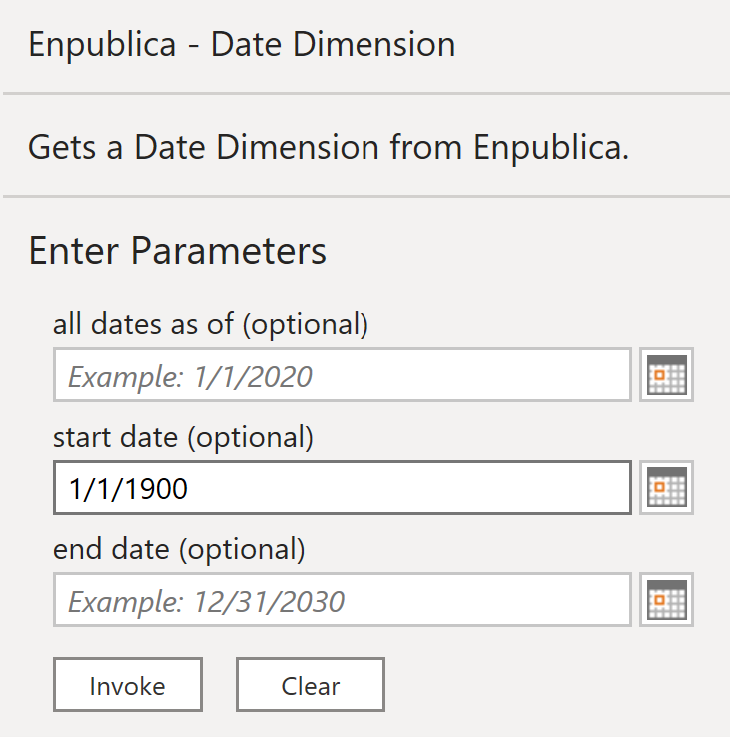 Enpublica - Date Dimension
Gets a Date Dimension from Enpublica.
Enter Parameters
all dates as of (optional)
Example: 1/1/2020
start date (optional)
1/1/1900
end date (optional)
Example: 12/31/2030
Invoke Clear